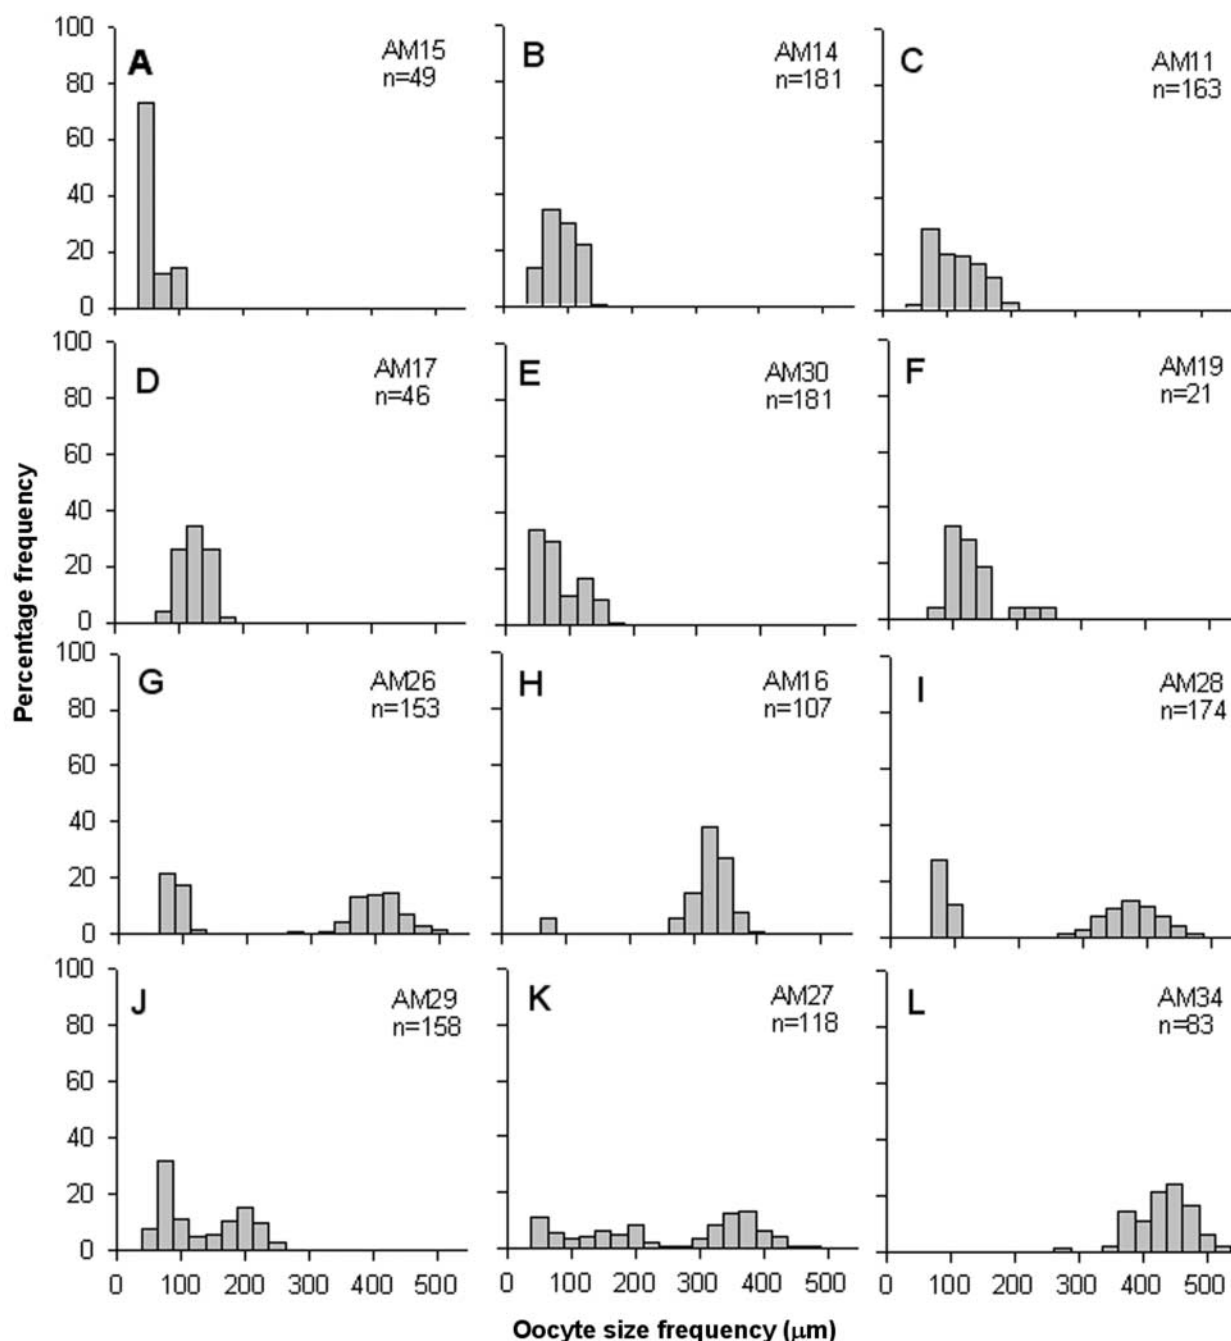 100
80
60
40
20
0
A
AM15
n=49
B
AM14
n=181
C
AM11
n=163
100
80
60
40
20
0
D
AM17
n=46
E
AM30
n=181
F
AM19
n=21
Percentage frequency
100
80
60
40
20
0
G
AM26
n=153
H
AM16
n=107
I
AM28
n=174
100
80
60
40
20
0
J
AM29
n=158
K
AM27
n=118
L
AM34
n=83
0 100 200 300 400 500
0 100 200 300 400 500
0 100 200 300 400 500
Oocyte size frequency (μm)